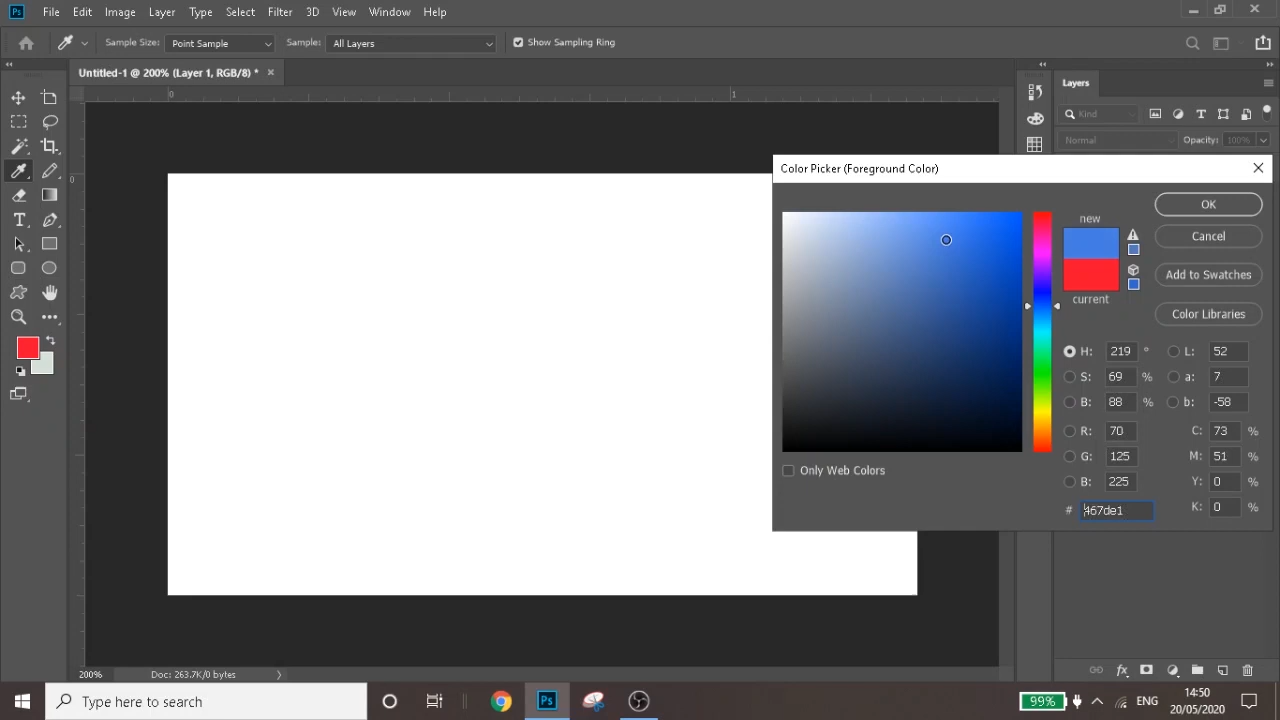 Ps File Edit Image Layer Type Select Filter 3D View Window Help
Sample Size: Point Sample Sample: All Layers Show Sampling Ring
Untitled-1 @ 200% (Layer 1, RGB/8) *
Layers
0 1
Kind
Normal Opacity: 100%
0
Color Picker (Foreground Color)
new
current
OK
Cancel
Add to Swatches
Color Libraries
H: 219 ° L: 52
S: 69 % a: 7
B: 88 % b: -58
R: 70 C: 73 %
G: 125 M: 51 %
B: 225 Y: 0 %
# 467de1 K: 0 %
Only Web Colors
200% Doc: 263.7K/0 bytes
Type here to search
Ps
99%
ENG
14:50
20/05/2020